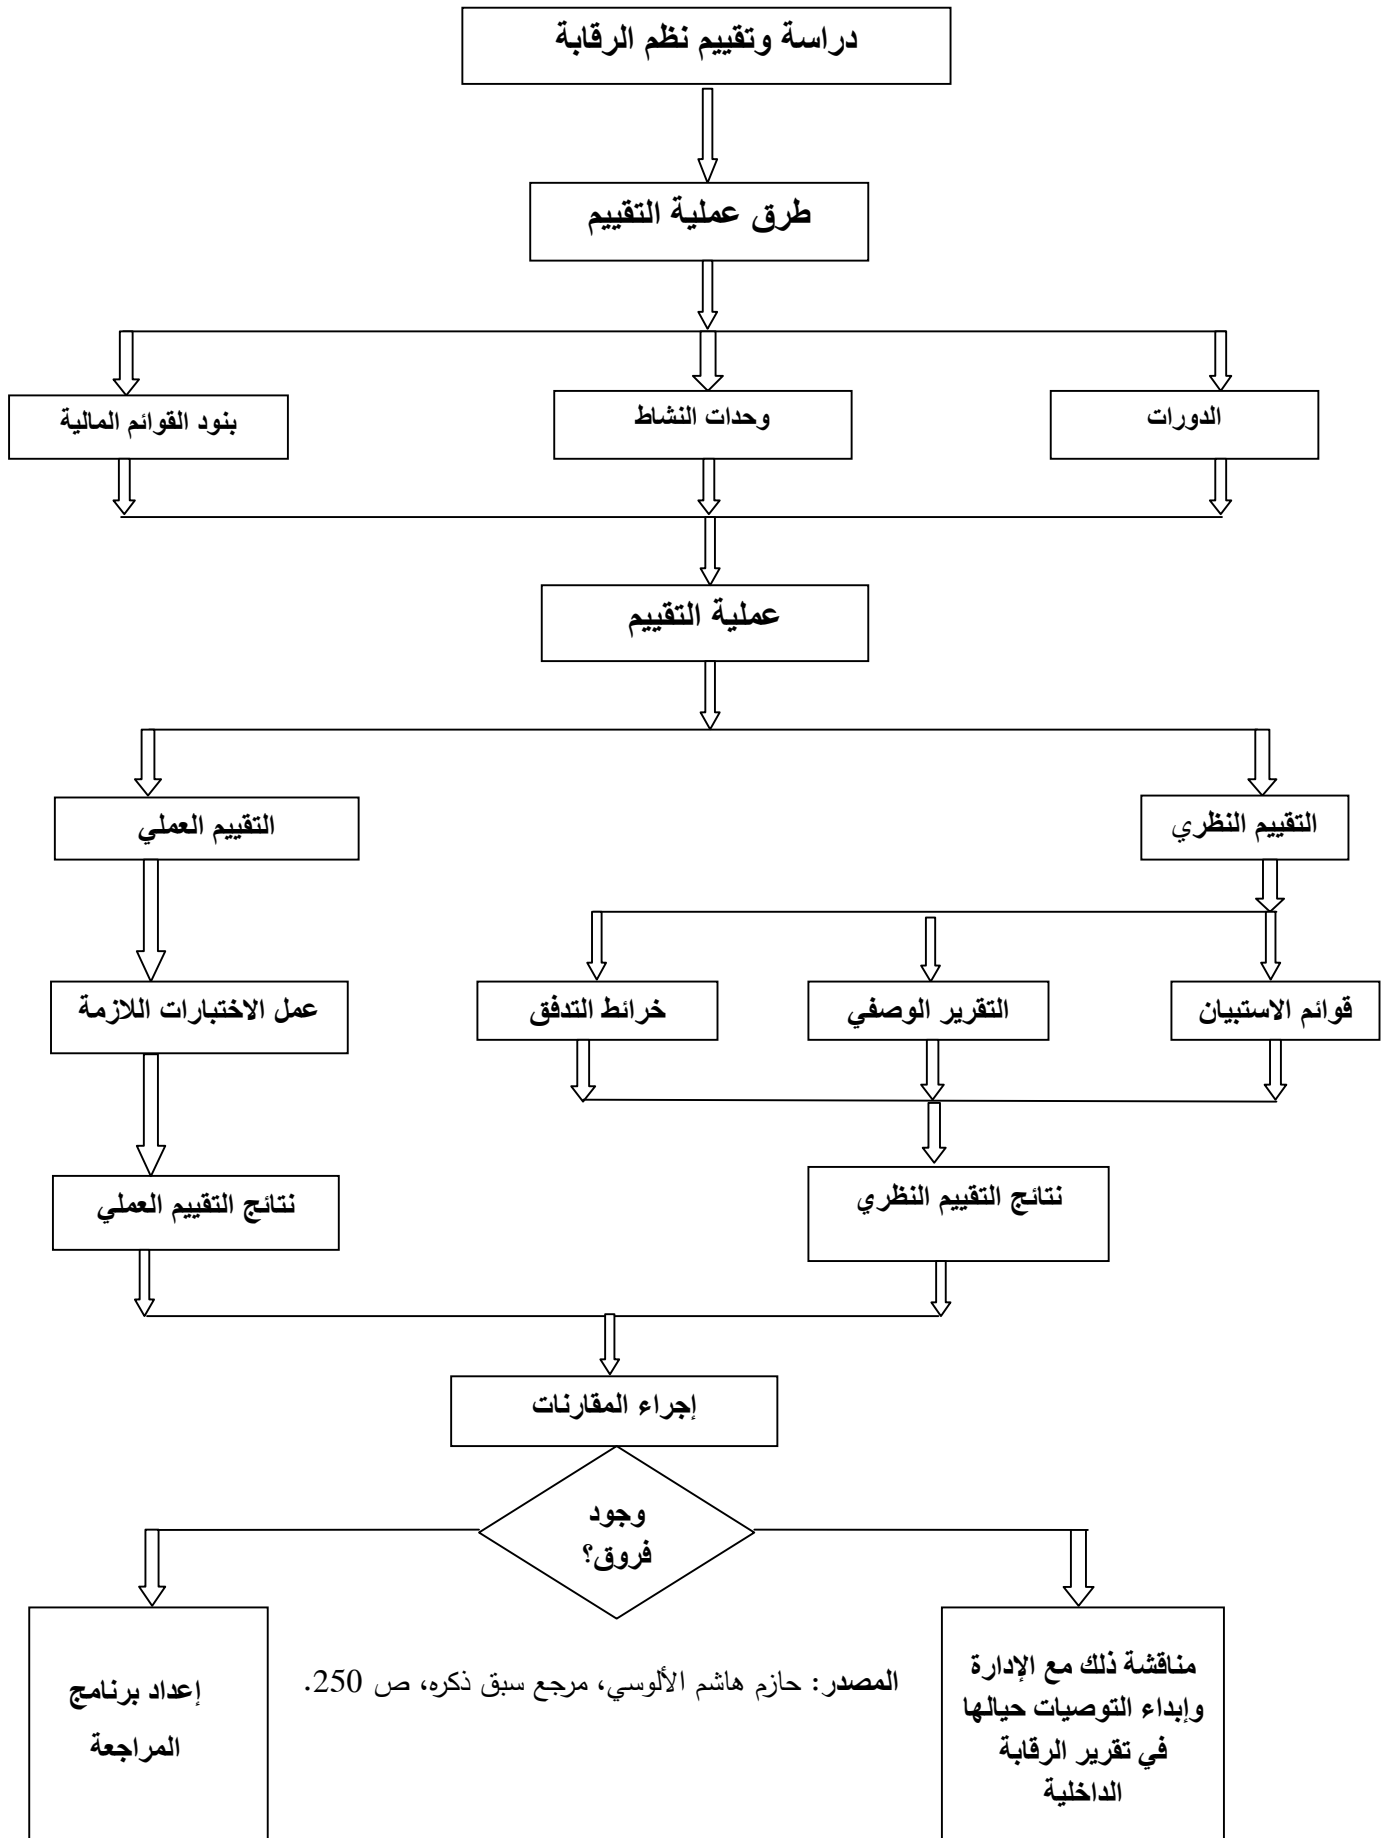 دراسة وتقييم نظم الرقابة
طرق عملية التقييم
الدورات
وحدات النشاط
بنود القوائم المالية
عملية التقييم
التقييم النظري
التقييم العملي
قوائم الاستبيان
التقرير الوصفي
خرائط التدفق
عمل الاختبارات اللازمة
نتائج التقييم النظري
نتائج التقييم العملي
إجراء المقارنات
وجود
فروق؟
مناقشة ذلك مع الإدارة
وإبداء التوصيات حيالها
في تقرير الرقابة
الداخلية
إعداد برنامج
المراجعة
المصدر: حازم هاشم الألوسي، مرجع سبق ذكره، ص 250.